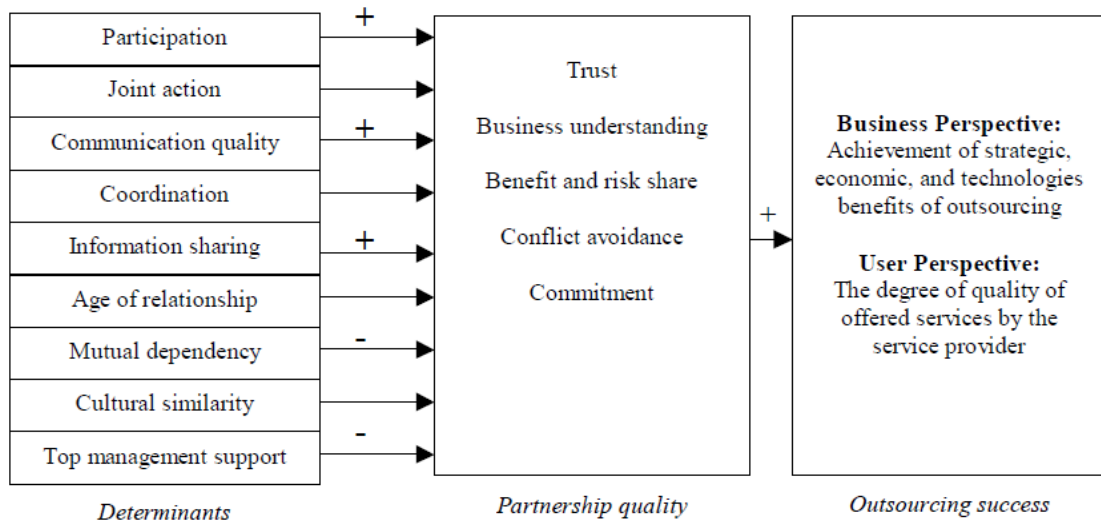 Participation
Joint action
Communication quality
Coordination
Information sharing
Age of relationship
Mutual dependency
Cultural similarity
Top management support
Determinants
+
+
+
-
-
Trust
Business understanding
Benefit and risk share
Conflict avoidance
Commitment
Partnership quality
+
Business Perspective:
Achievement of strategic,
economic, and technologies
benefits of outsourcing
User Perspective:
The degree of quality of
offered services by the
service provider
Outsourcing success